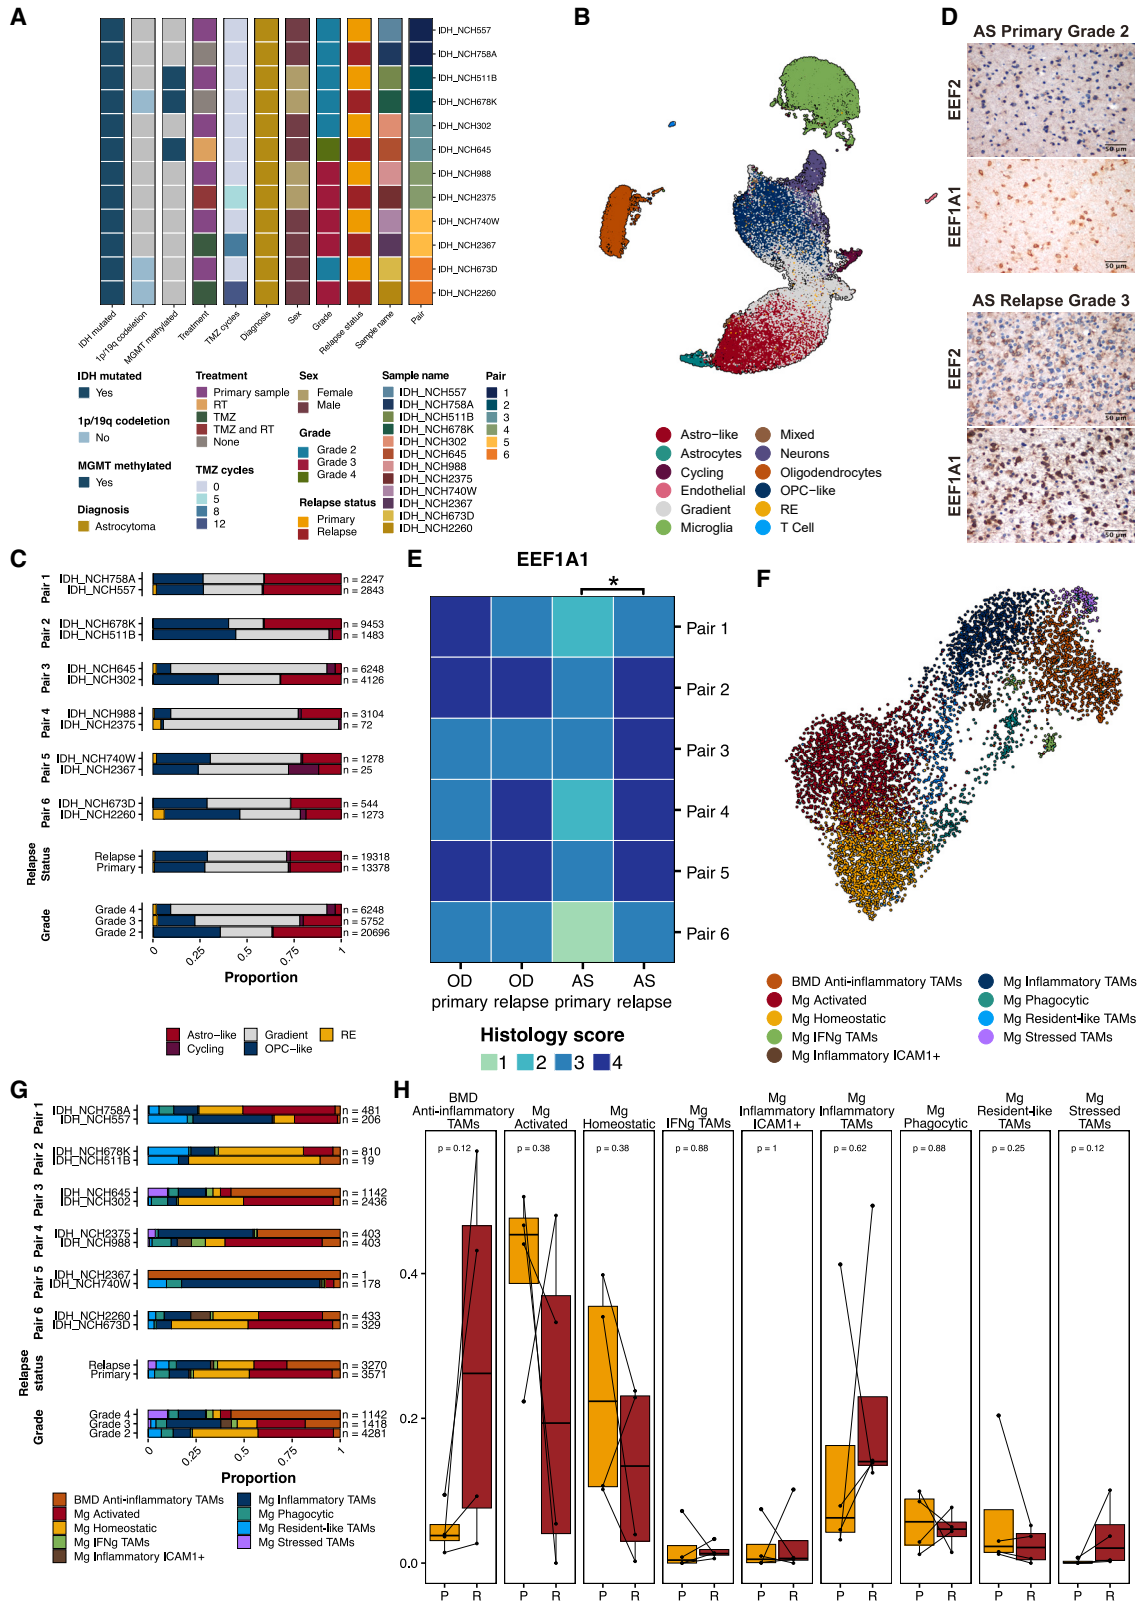 A
IDH_NCH557
IDH_NCH758A
IDH_NCH511B
IDH_NCH678K
IDH_NCH302
IDH_NCH645
IDH_NCH988
IDH_NCH2375
IDH_NCH740W
IDH_NCH2367
IDH_NCH673D
IDH_NCH2260
IDH mutated
1p/19q codeletion
MGMT methylated
Treatment
TMZ cycles
Diagnosis
Sex
Grade
Relapse status
Sample name
Pair
IDH mutated
Yes
1p/19q codeletion
No
MGMT methylated
Yes
Diagnosis
Astrocytoma
Treatment
Primary sample
RT
TMZ
TMZ and RT
None
TMZ cycles
0
5
8
12
Sex
Female
Male
Grade
Grade 2
Grade 3
Grade 4
Relapse status
Primary
Relapse
Sample name
IDH_NCH557
IDH_NCH758A
IDH_NCH511B
IDH_NCH678K
IDH_NCH302
IDH_NCH645
IDH_NCH988
IDH_NCH2375
IDH_NCH740W
IDH_NCH2367
IDH_NCH673D
IDH_NCH2260
Pair
1
2
3
4
5
6
B
Astro-like
Astrocytes
Cycling
Endothelial
Gradient
Microglia
Mixed
Neurons
Oligodendrocytes
OPC-like
RE
T Cell
D
AS Primary Grade 2
EEF2
50 µm
EEF1A1
50 µm
AS Relapse Grade 3
EEF2
50 µm
EEF1A1
50 µm
C
Pair 1
IDH_NCH758A
n = 2247
IDH_NCH557
n = 2843
Pair 2
IDH_NCH678K
n = 9453
IDH_NCH511B
n = 1483
Pair 3
IDH_NCH645
n = 6248
IDH_NCH302
n = 4126
Pair 4
IDH_NCH988
n = 3104
IDH_NCH2375
n = 72
Pair 5
IDH_NCH740W
n = 1278
IDH_NCH2367
n = 25
Pair 6
IDH_NCH673D
n = 544
IDH_NCH2260
n = 1273
Relapse Status
Relapse
n = 19318
Primary
n = 13378
Grade
Grade 4
n = 6248
Grade 3
n = 5752
Grade 2
n = 20696
0
0.25
0.5
0.75
1
Proportion
Astro-like
Cycling
Gradient
OPC-like
RE
E
EEF1A1
*
Pair 1
Pair 2
Pair 3
Pair 4
Pair 5
Pair 6
OD primary
OD relapse
AS primary
AS relapse
Histology score
1
2
3
4
F
BMD Anti-inflammatory TAMs
Mg Activated
Mg Homeostatic
Mg IFNg TAMs
Mg Inflammatory ICAM1+
Mg Inflammatory TAMs
Mg Phagocytic
Mg Resident-like TAMs
Mg Stressed TAMs
G
Pair 1
IDH_NCH758A
n = 481
IDH_NCH557
n = 206
Pair 2
IDH_NCH678K
n = 810
IDH_NCH511B
n = 19
Pair 3
IDH_NCH645
n = 1142
IDH_NCH302
n = 2436
Pair 4
IDH_NCH2375
n = 403
IDH_NCH988
n = 403
Pair 5
IDH_NCH2367
n = 1
IDH_NCH740W
n = 178
Pair 6
IDH_NCH2260
n = 433
IDH_NCH673D
n = 329
Relapse status
Relapse
n = 3270
Primary
n = 3571
Grade
Grade 4
n = 1142
Grade 3
n = 1418
Grade 2
n = 4281
0
0.25
0.5
0.75
1
Proportion
BMD Anti-inflammatory TAMs
Mg Activated
Mg Homeostatic
Mg IFNg TAMs
Mg Inflammatory ICAM1+
Mg Inflammatory TAMs
Mg Phagocytic
Mg Resident-like TAMs
Mg Stressed TAMs
H
BMD
Anti-inflammatory
TAMs
Mg
Activated
Mg
Homeostatic
Mg
IFNg TAMs
Mg
Inflammatory
ICAM1+
Mg
Inflammatory
TAMs
Mg
Phagocytic
Mg
Resident-like
TAMs
Mg
Stressed
TAMs
p = 0.12
p = 0.38
p = 0.38
p = 0.88
p = 1
p = 0.62
p = 0.88
p = 0.25
p = 0.12
0.4
0.2
0.0
P R P R P R P R P R P R P R P R P R